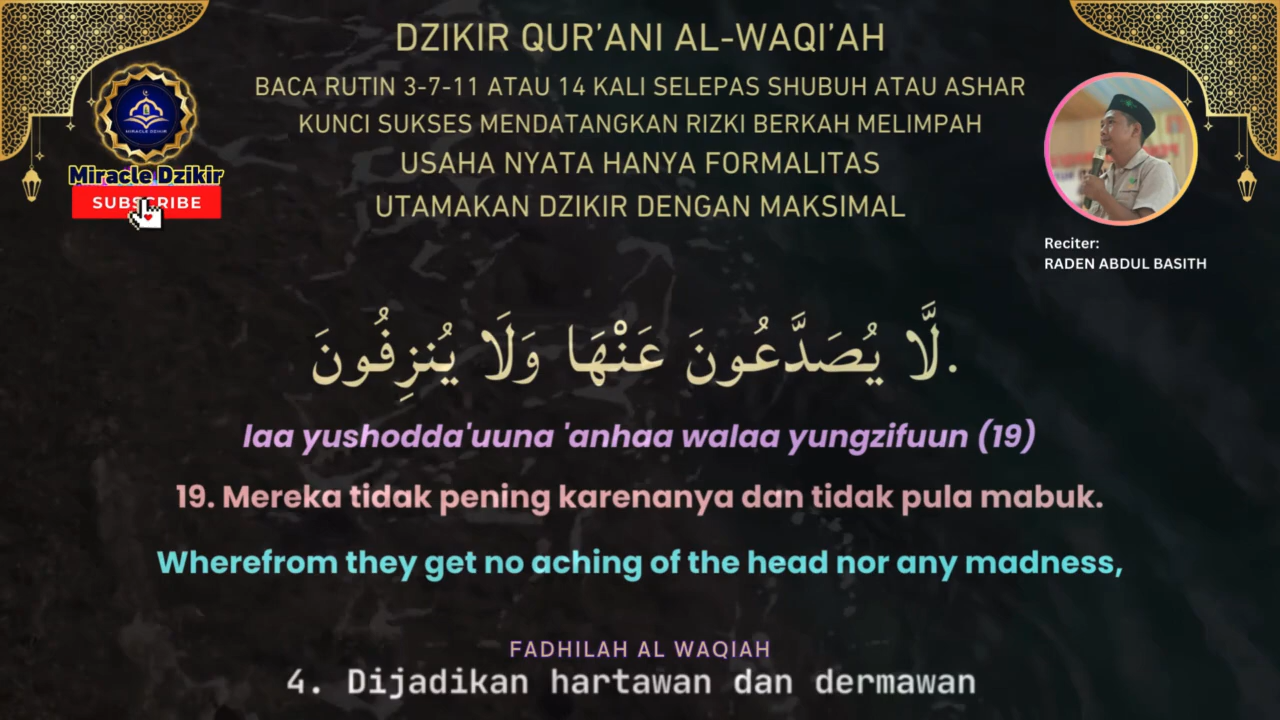 DZIKIR QUR'ANI AL-WAQI'AH
BACA RUTIN 3-7-11 ATAU 14 KALI SELEPAS SHUBUH ATAU ASHAR
KUNCI SUKSES MENDATANGKAN RIZKI BERKAH MELIMPAH
USAHA NYATA HANYA FORMALITAS
UTAMAKAN DZIKIR DENGAN MAKSIMAL
MIRACLE DZIKIR
Miracle Dzikir
SUBSCRIBE
Reciter:
RADEN ABDUL BASITH
لَّا يُصَدَّعُونَ عَنْهَا وَلَا يُنزِفُونَ.
laa yushodda'uuna 'anhaa walaa yungzifuun (19)
19. Mereka tidak pening karenanya dan tidak pula mabuk.
Wherefrom they get no aching of the head nor any madness,
FADHILAH AL WAQIAH
4. Dijadikan hartawan dan dermawan